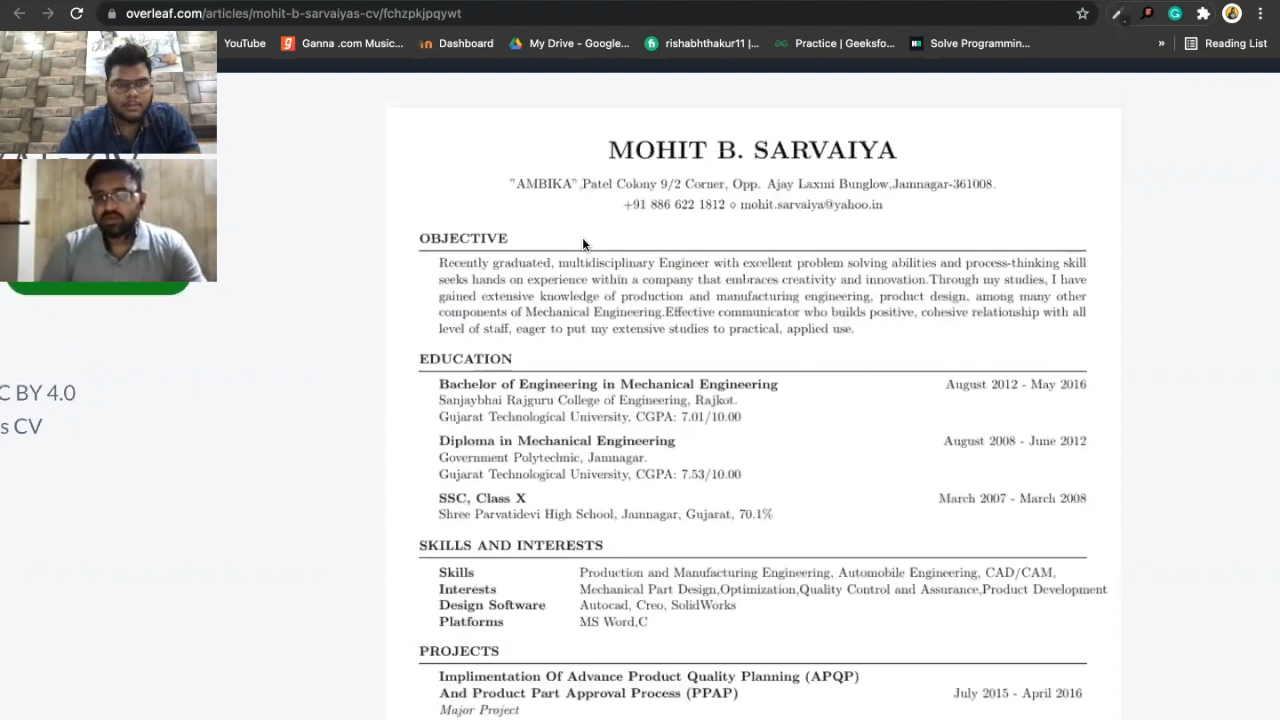 overleaf.com/articles/mohit-b-sarvaiyas-cv/fchzpkjpqywt
YouTube Ganna .com Music... Dashboard My Drive - Google... rishabhthakur11 |... Practice | Geeksfo... Solve Programmin... » Reading List
MOHIT B. SARVAIYA
"AMBIKA",Patel Colony 9/2 Corner, Opp. Ajay Laxmi Bunglow,Jamnagar-361008.
+91 886 622 1812 ⋄ mohit.sarvaiya@yahoo.in
OBJECTIVE
Recently graduated, multidisciplinary Engineer with excellent problem solving abilities and process-thinking skill
seeks hands on experience within a company that embraces creativity and innovation.Through my studies, I have
gained extensive knowledge of production and manufacturing engineering, product design, among many other
components of Mechanical Engineering.Effective communicator who builds positive, cohesive relationship with all
level of staff, eager to put my extensive studies to practical, applied use.
C BY 4.0
s CV
EDUCATION
Bachelor of Engineering in Mechanical Engineering August 2012 - May 2016
Sanjaybhai Rajguru College of Engineering, Rajkot.
Gujarat Technological University, CGPA: 7.01/10.00
Diploma in Mechanical Engineering August 2008 - June 2012
Government Polytechnic, Jamnagar.
Gujarat Technological University, CGPA: 7.53/10.00
SSC, Class X March 2007 - March 2008
Shree Parvatidevi High School, Jamnagar, Gujarat, 70.1%
SKILLS AND INTERESTS
Skills Production and Manufacturing Engineering, Automobile Engineering, CAD/CAM,
Interests Mechanical Part Design,Optimization,Quality Control and Assurance,Product Development
Design Software Autocad, Creo, SolidWorks
Platforms MS Word,C
PROJECTS
Implimentation Of Advance Product Quality Planning (APQP)
And Product Part Approval Process (PPAP) July 2015 - April 2016
Major Project